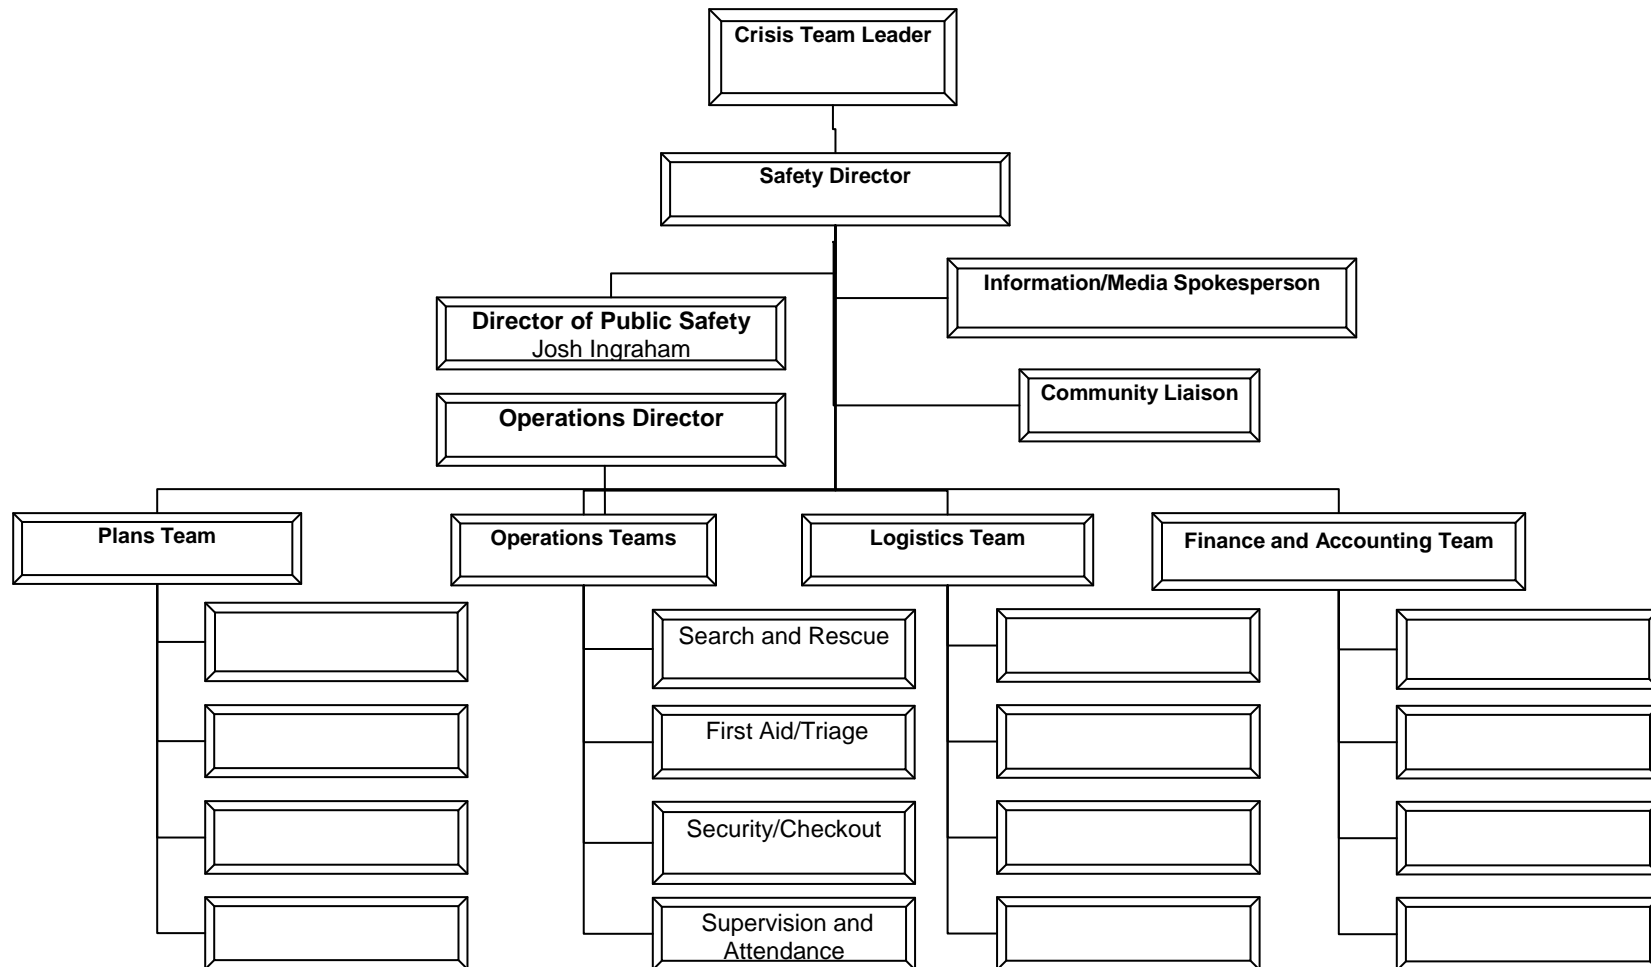 Crisis Team Leader
Safety Director
Information/Media Spokesperson
Director of Public Safety
Josh Ingraham
Community Liaison
Operations Director
Plans Team
Operations Teams
Logistics Team
Finance and Accounting Team
Search and Rescue
First Aid/Triage
Security/Checkout
Supervision and
Attendance